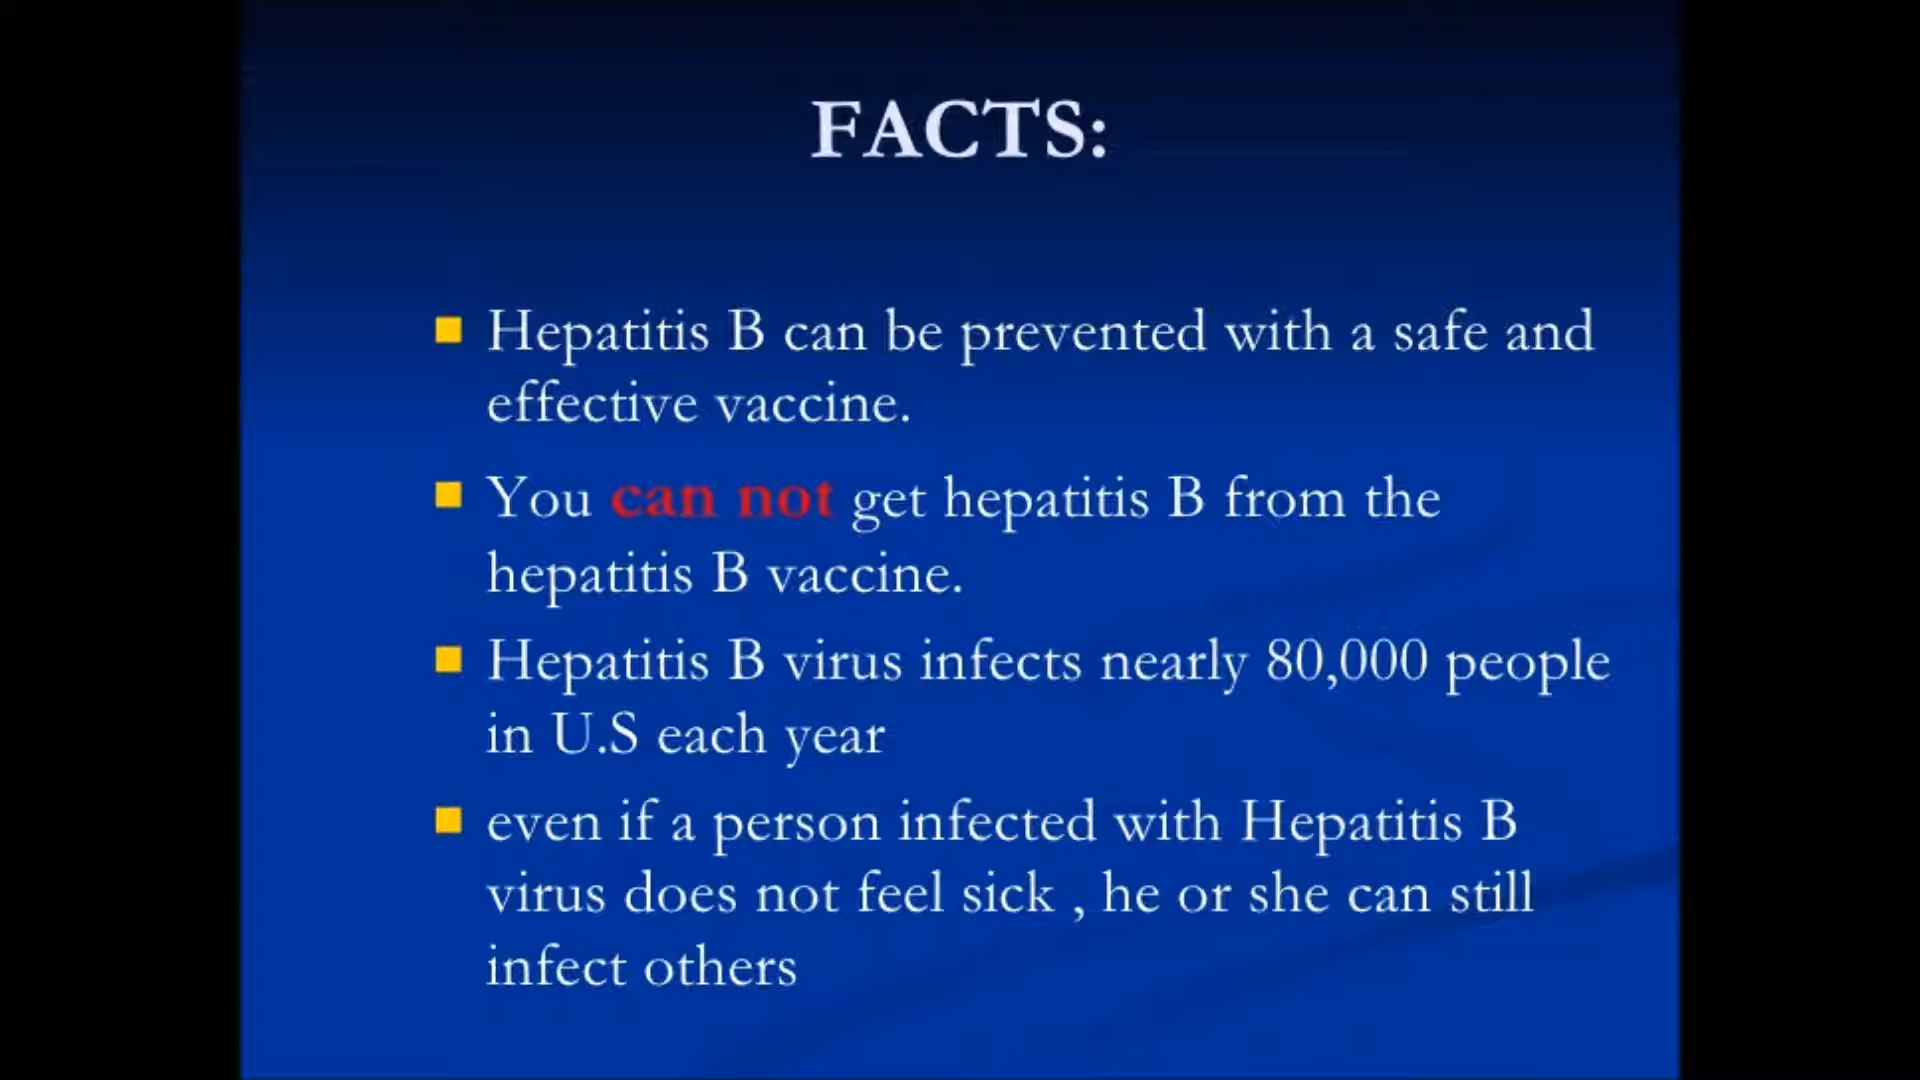 FACTS:
Hepatitis B can be prevented with a safe and
effective vaccine.
You can not get hepatitis B from the
hepatitis B vaccine.
Hepatitis B virus infects nearly 80,000 people
in U.S each year
even if a person infected with Hepatitis B
virus does not feel sick , he or she can still
infect others